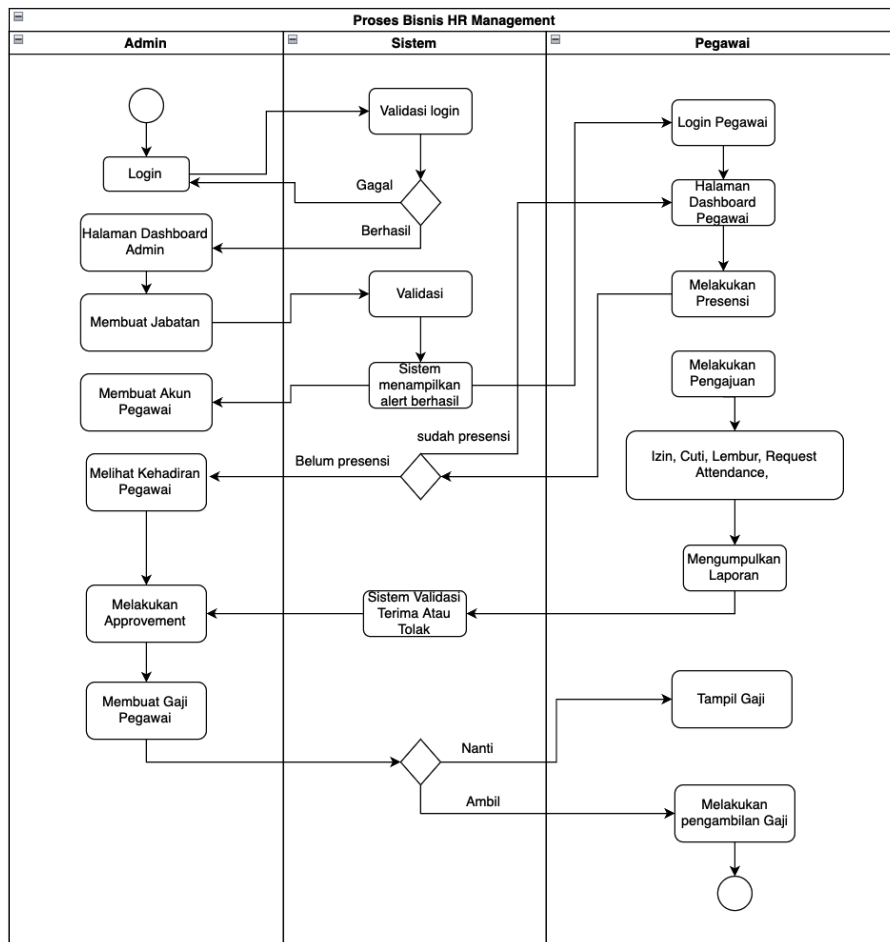 Proses Bisnis HR Management
Admin
Sistem
Pegawai
Validasi login
Login Pegawai
Login
Gagal
Halaman
Dashboard
Pegawai
Halaman Dashboard
Admin
Berhasil
Membuat Jabatan
Validasi
Melakukan
Presensi
Membuat Akun
Pegawai
Sistem
menampilkan
alert berhasil
Melakukan
Pengajuan
sudah presensi
Belum presensi
Melihat Kehadiran
Pegawai
Izin, Cuti, Lembur, Request
Attendance,
Mengumpulkan
Laporan
Melakukan
Approvement
Sistem Validasi
Terima Atau
Tolak
Membuat Gaji
Pegawai
Tampil Gaji
Nanti
Ambil
Melakukan
pengambilan Gaji